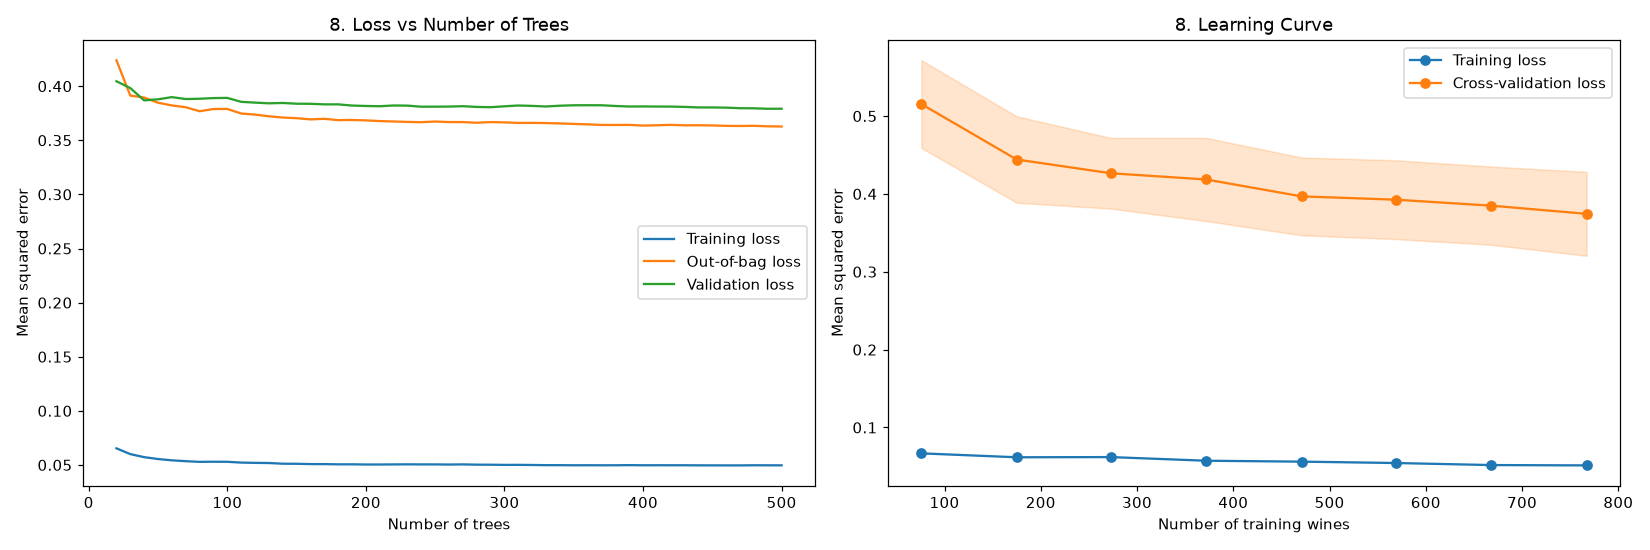 8. Loss vs Number of Trees
Mean squared error
0.40
0.35
0.30
0.25
0.20
0.15
0.10
0.05
Training loss
Out-of-bag loss
Validation loss
0 100 200 300 400 500
Number of trees
8. Learning Curve
Mean squared error
0.5
0.4
0.3
0.2
0.1
Training loss
Cross-validation loss
100 200 300 400 500 600 700 800
Number of training wines